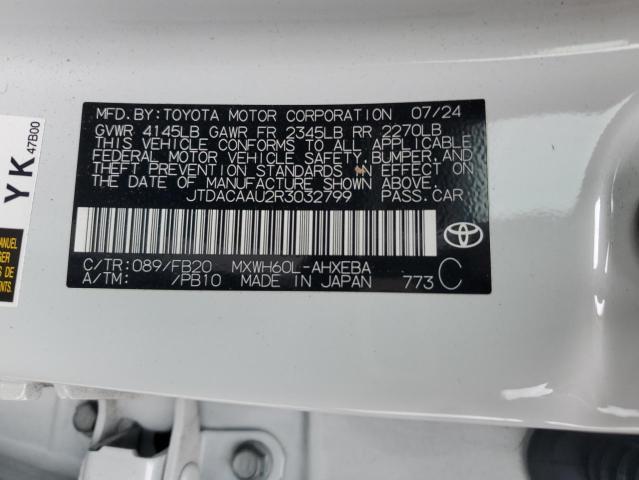 MFD. BY: TOYOTA MOTOR CORPORATION 07/24
GVWR 4145LB GAWR FR 2345LB RR 2270LB
THIS VEHICLE CONFORMS TO ALL APPLICABLE
FEDERAL MOTOR VEHICLE SAFETY, BUMPER, AND
THEFT PREVENTION STANDARDS IN EFFECT ON
THE DATE OF MANUFACTURE SHOWN ABOVE.
JTDACAAU2R3032799 PASS. CAR
C/TR: 089/FB20 MXWH60L-AHXEBA
A/TM: /PB10 MADE IN JAPAN 773 C
YK
47B00
MANUEL